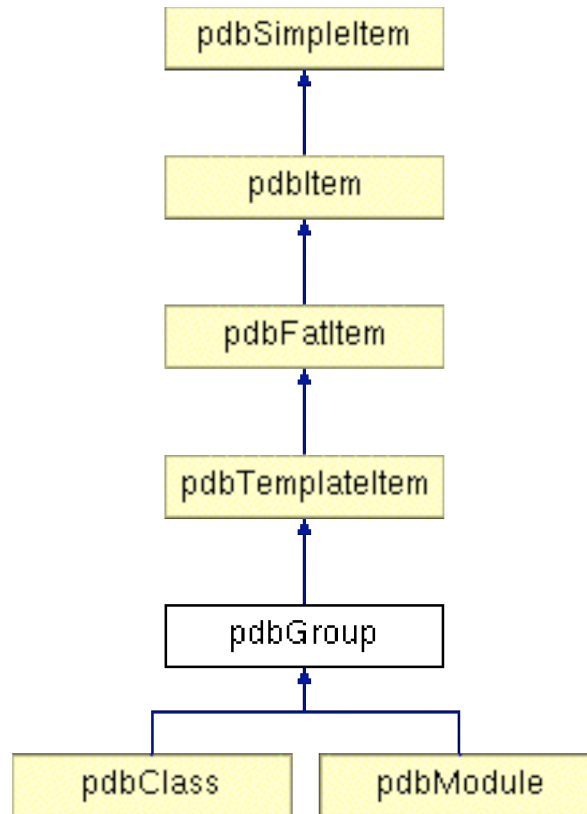 pdbSimpleItem
pdbItem
pdbFatItem
pdbTemplateItem
pdbGroup
pdbClass
pdbModule